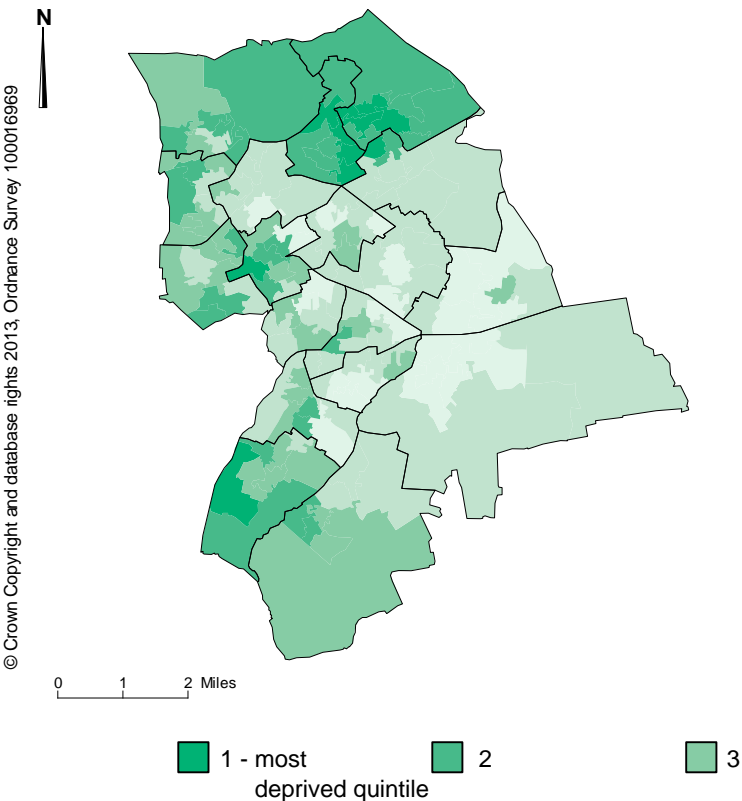 N
© Crown Copyright and database rights 2013, Ordnance Survey 100016969
0 1 2 Miles
1 - most
deprived quintile
2
3